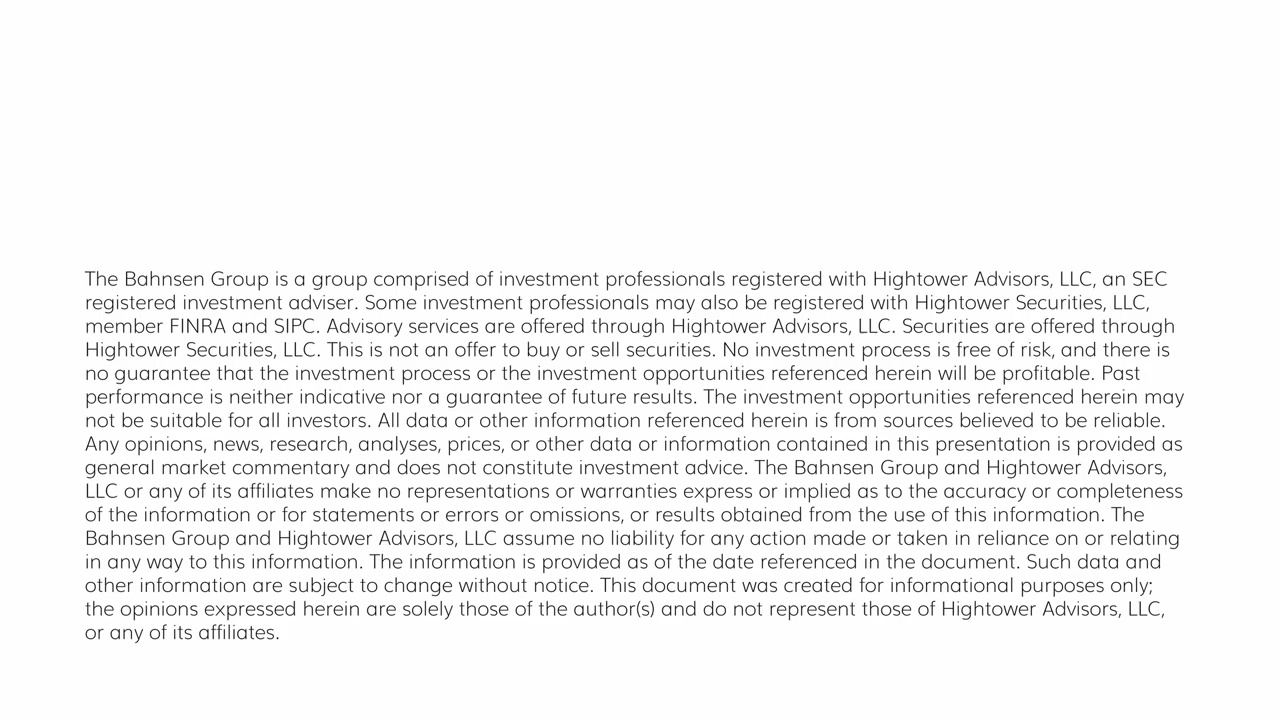 The Bahnsen Group is a group comprised of investment professionals registered with Hightower Advisors, LLC, an SEC
registered investment adviser. Some investment professionals may also be registered with Hightower Securities, LLC,
member FINRA and SIPC. Advisory services are offered through Hightower Advisors, LLC. Securities are offered through
Hightower Securities, LLC. This is not an offer to buy or sell securities. No investment process is free of risk, and there is
no guarantee that the investment process or the investment opportunities referenced herein will be profitable. Past
performance is neither indicative nor a guarantee of future results. The investment opportunities referenced herein may
not be suitable for all investors. All data or other information referenced herein is from sources believed to be reliable.
Any opinions, news, research, analyses, prices, or other data or information contained in this presentation is provided as
general market commentary and does not constitute investment advice. The Bahnsen Group and Hightower Advisors,
LLC or any of its affiliates make no representations or warranties express or implied as to the accuracy or completeness
of the information or for statements or errors or omissions, or results obtained from the use of this information. The
Bahnsen Group and Hightower Advisors, LLC assume no liability for any action made or taken in reliance on or relating
in any way to this information. The information is provided as of the date referenced in the document. Such data and
other information are subject to change without notice. This document was created for informational purposes only;
the opinions expressed herein are solely those of the author(s) and do not represent those of Hightower Advisors, LLC,
or any of its affiliates.